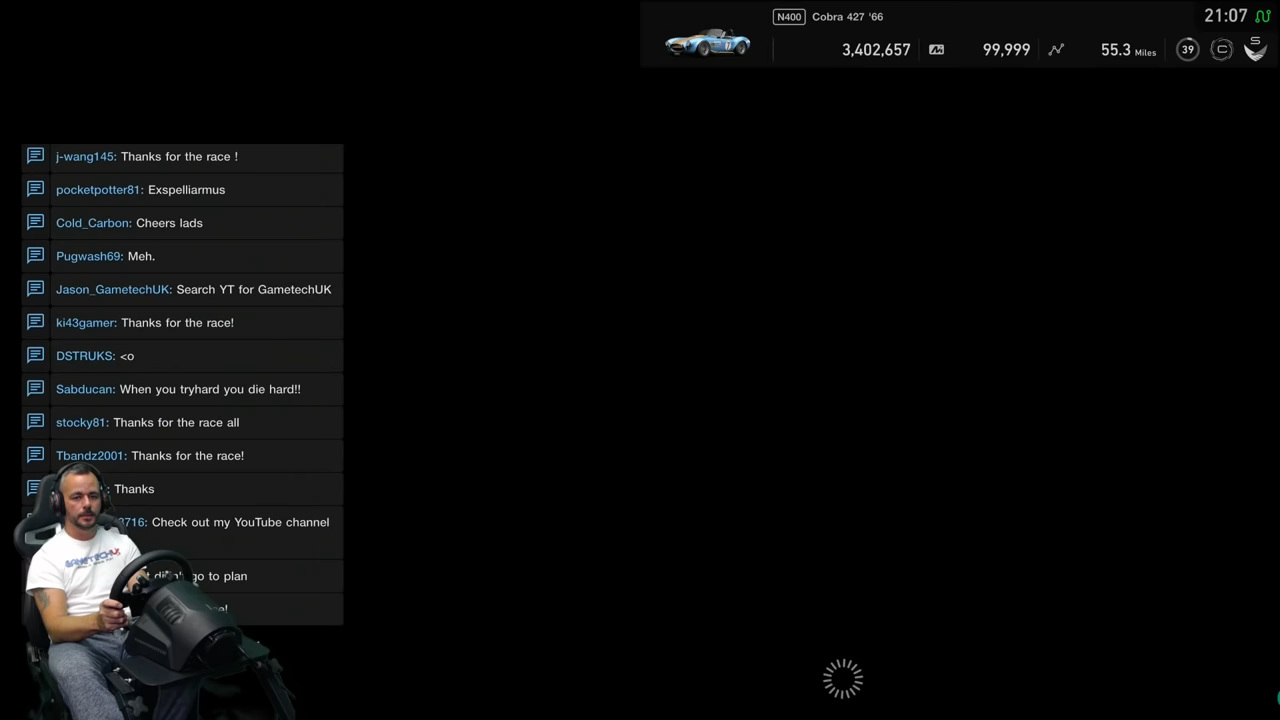 N400 Cobra 427 '66
21:07
3,402,657
99,999
55.3 Miles
39
C
S
j-wang145: Thanks for the race !
pocketpotter81: Exspelliarmus
Cold_Carbon: Cheers lads
Pugwash69: Meh.
Jason_GametechUK: Search YT for GametechUK
ki43gamer: Thanks for the race!
DSTRUKS: <o
Sabducan: When you tryhard you die hard!!
stocky81: Thanks for the race all
Tbandz2001: Thanks for the race!
: Thanks
3716: Check out my YouTube channel
go to plan
GAMETECHUK